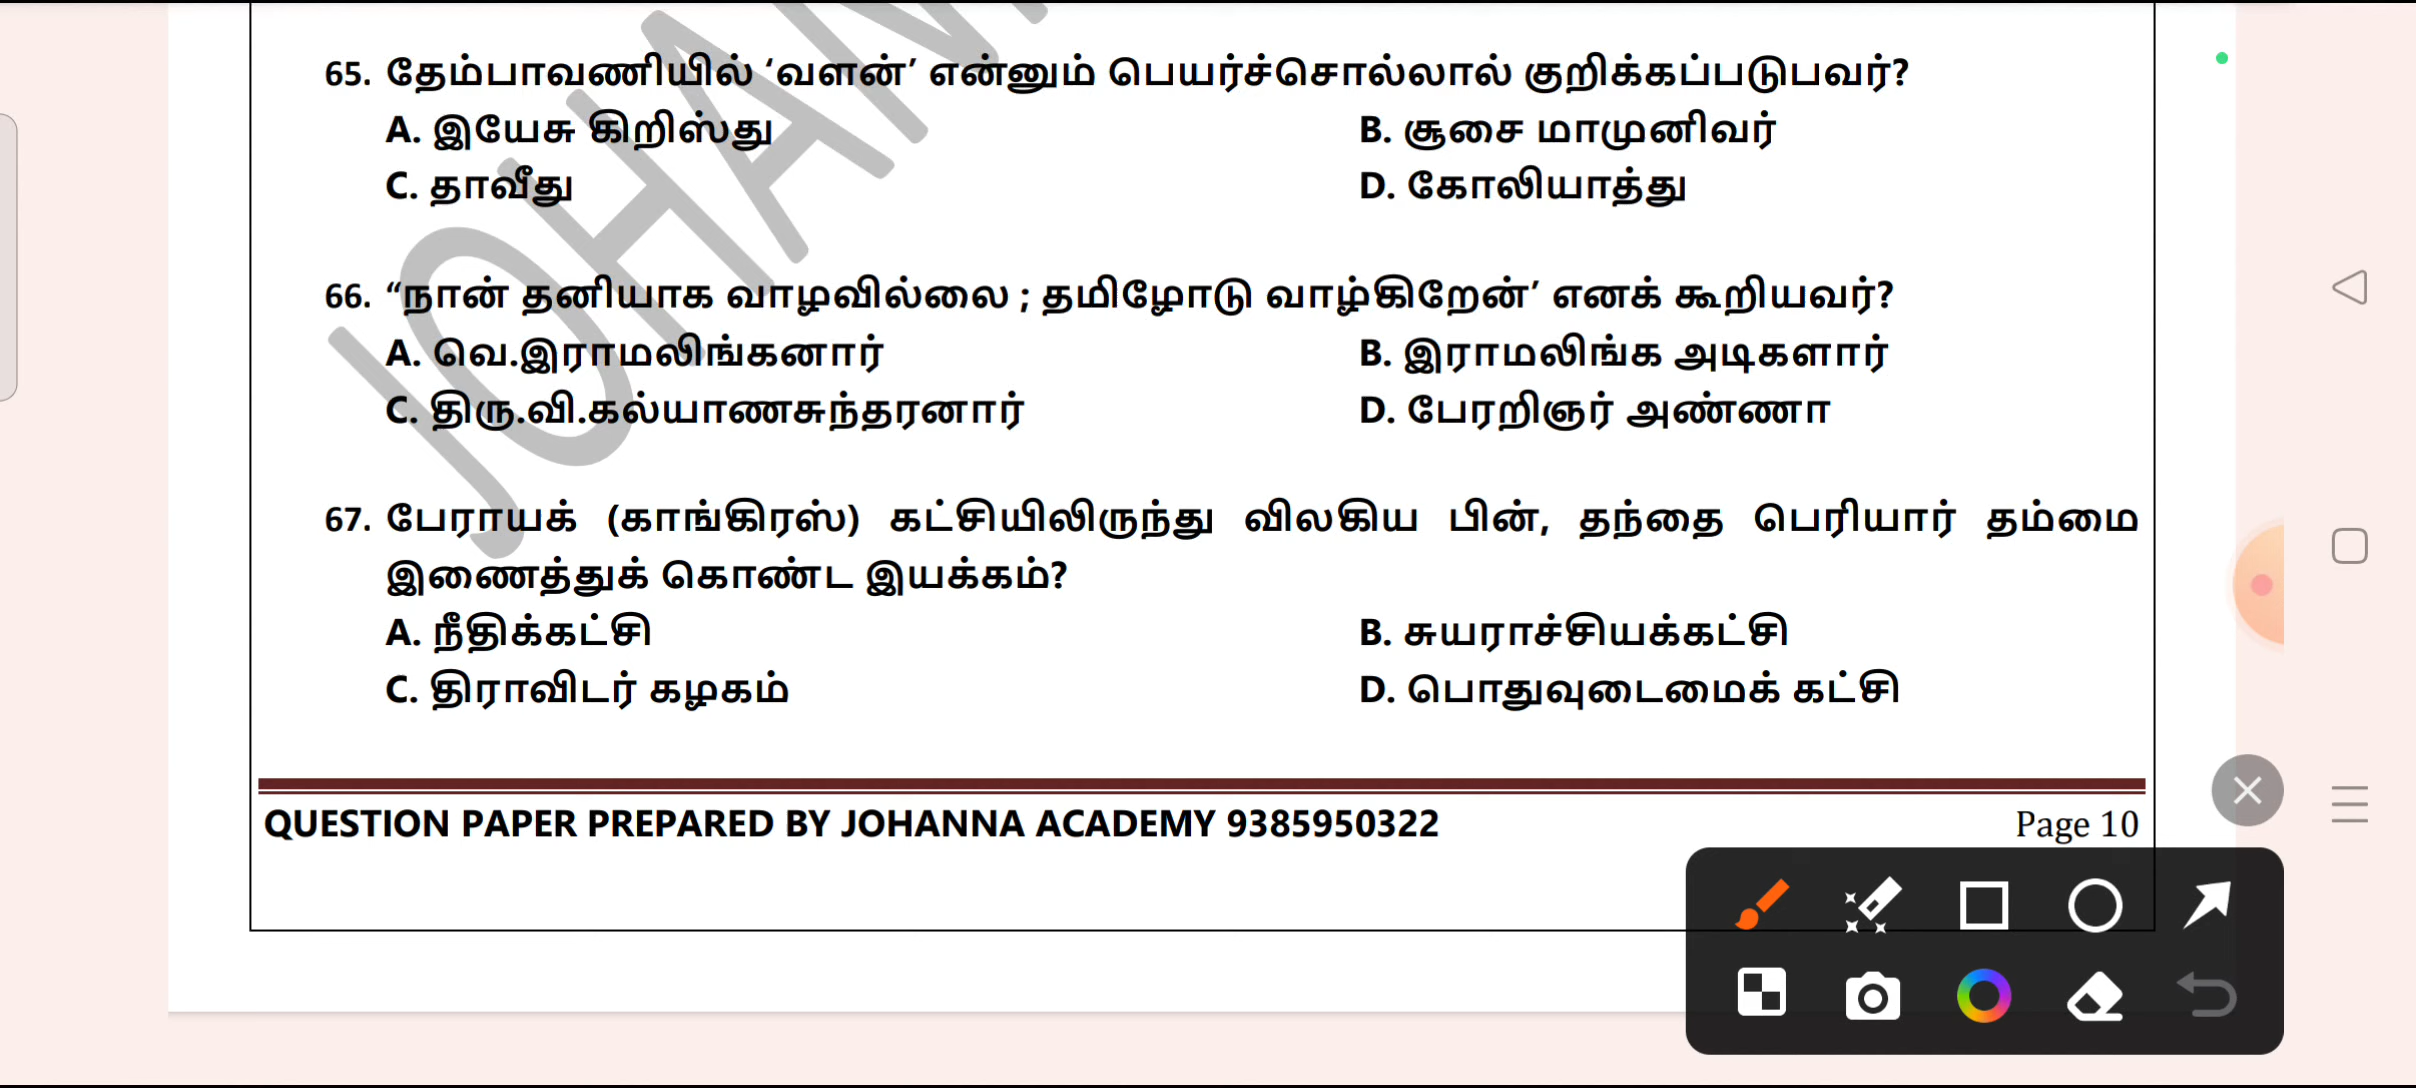 65. தேம்பாவணியில் ‘வளன்’ என்னும் பெயர்ச்சொல்லால் குறிக்கப்படுபவர்?
A. இயேசு கிறிஸ்து B. சூசை மாமுனிவர்
C. தாவீது D. கோலியாத்து
66. “நான் தனியாக வாழவில்லை ; தமிழோடு வாழ்கிறேன்’ எனக் கூறியவர்?
A. வெ.இராமலிங்கனார் B. இராமலிங்க அடிகளார்
C. திரு.வி.கல்யாணசுந்தரனார் D. பேரறிஞர் அண்ணா
67. பேராயக் (காங்கிரஸ்) கட்சியிலிருந்து விலகிய பின், தந்தை பெரியார் தம்மை
இணைத்துக் கொண்ட இயக்கம்?
A. நீதிக்கட்சி B. சுயராச்சியக்கட்சி
C. திராவிடர் கழகம் D. பொதுவுடைமைக் கட்சி
QUESTION PAPER PREPARED BY JOHANNA ACADEMY 9385950322 Page 10